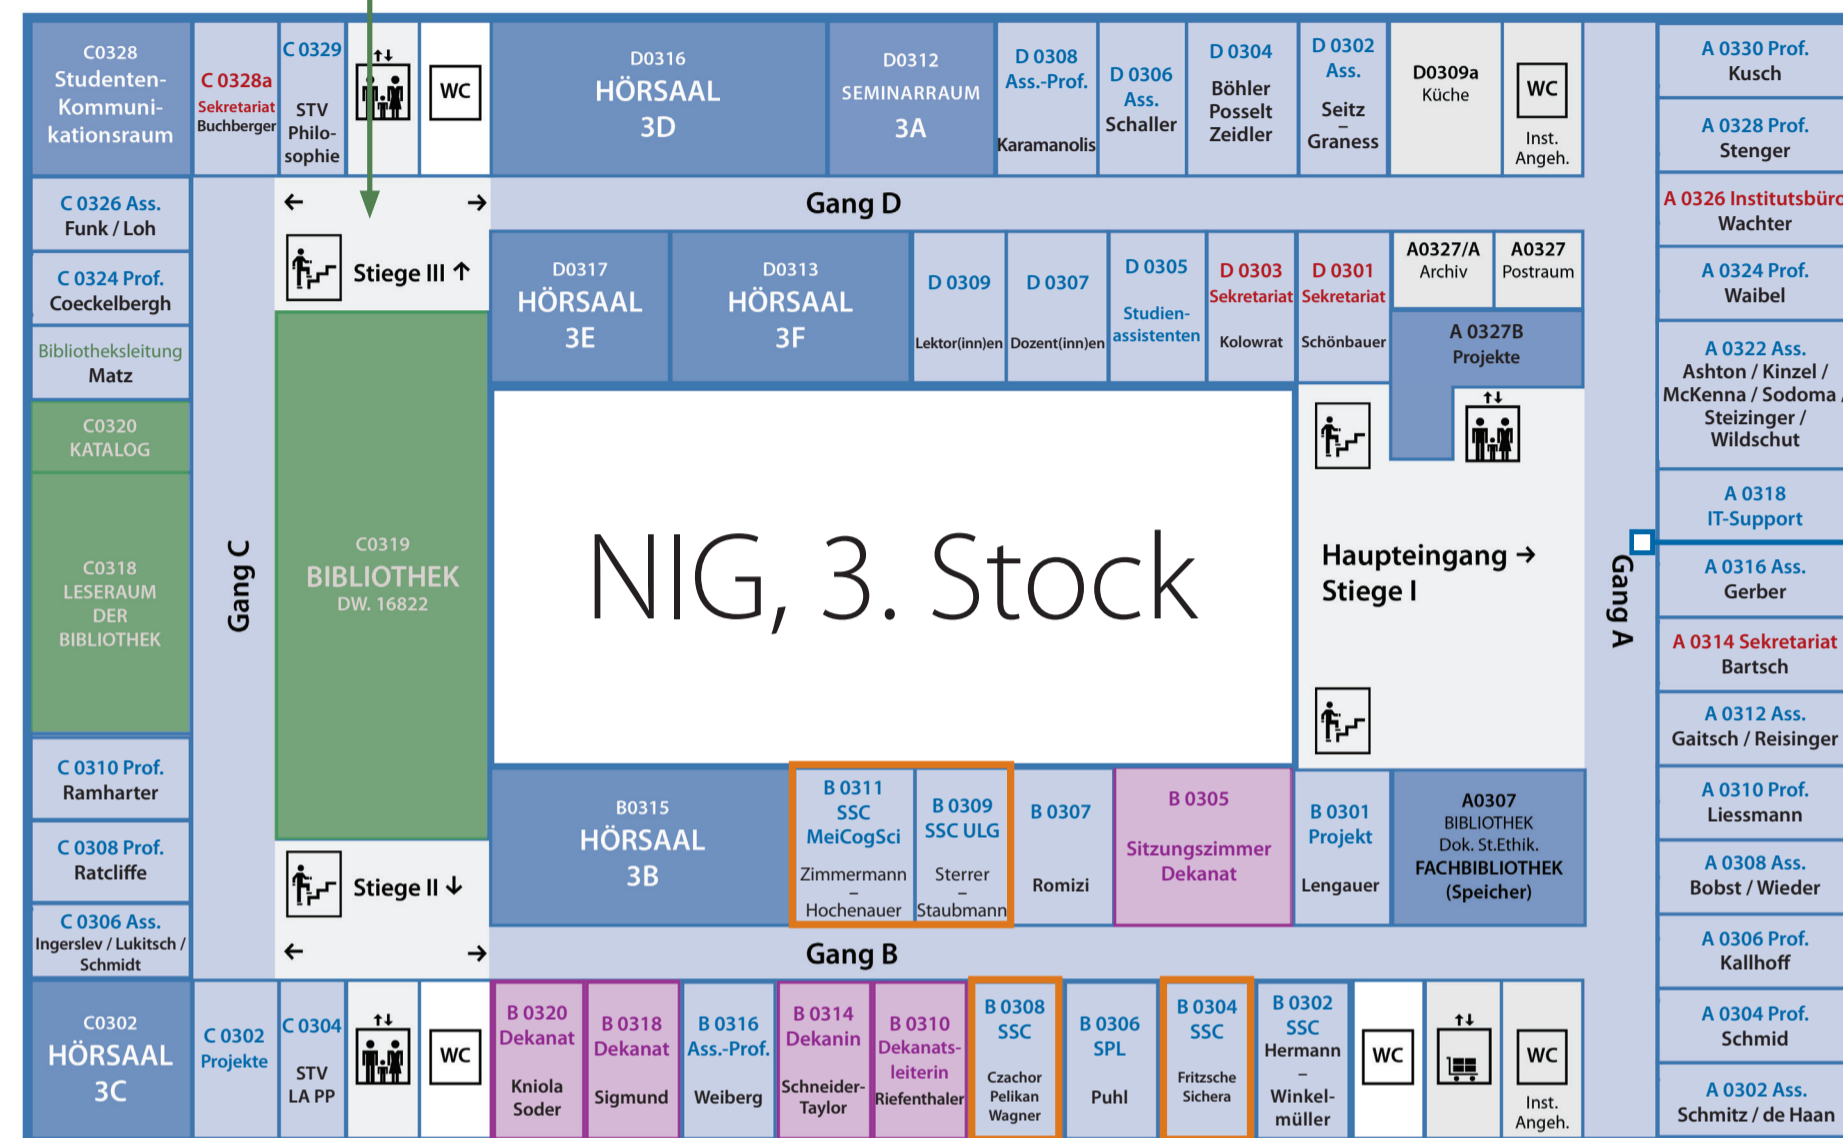 C0328
Studenten-
Kommuni-
kationsraum
C 0328a
Sekretariat
Buchberger
C 0329
STV
Philo-
sophie
WC
D0316
HÖRSAAL
3D
D0312
SEMINARRAUM
3A
D 0308
Ass.-Prof.
Karamanolis
D 0306
Ass.
Schaller
D 0304
Böhler
Posselt
Zeidler
D 0302
Ass.
Seitz
–
Graness
D0309a
Küche
WC
Inst.
Angeh.
A 0330 Prof.
Kusch
A 0328 Prof.
Stenger
A 0326 Institutsbüro
Wachter
A 0324 Prof.
Waibel
A 0322 Ass.
Ashton / Kinzel /
McKenna / Sodoma /
Steizinger /
Wildschut
A 0318
IT-Support
A 0316 Ass.
Gerber
A 0314 Sekretariat
Bartsch
A 0312 Ass.
Gaitsch / Reisinger
A 0310 Prof.
Liessmann
A 0308 Ass.
Bobst / Wieder
A 0306 Prof.
Kallhoff
A 0304 Prof.
Schmid
A 0302 Ass.
Schmitz / de Haan
C 0326 Ass.
Funk / Loh
C 0324 Prof.
Coeckelbergh
Bibliotheksleitung
Matz
C0320
KATALOG
C0318
LESERAUM
DER
BIBLIOTHEK
C 0310 Prof.
Ramharter
C 0308 Prof.
Ratcliffe
C 0306 Ass.
Ingerslev / Lukitsch /
Schmidt
Gang C
← →
Stiege III ↑
C0319
BIBLIOTHEK
DW. 16822
Stiege II ↓
← →
Gang D
D0317
HÖRSAAL
3E
D0313
HÖRSAAL
3F
D 0309
Lektor(inn)en
D 0307
Dozent(inn)en
D 0305
Studien-
assistenten
D 0303
Sekretariat
Kolowrat
D 0301
Sekretariat
Schönbauer
A0327/A
Archiv
A0327
Postraum
A 0327B
Projekte
NIG, 3. Stock
Haupteingang →
Stiege I
Gang A
B0315
HÖRSAAL
3B
B 0311
SSC
MeiCogSci
Zimmermann
–
Hochenauer
B 0309
SSC ULG
Sterrer
–
Staubmann
B 0307
Romizi
B 0305
Sitzungszimmer
Dekanat
B 0301
Projekt
Lengauer
A0307
BIBLIOTHEK
Dok. St.Ethik.
FACHBIBLIOTHEK
(Speicher)
Gang B
C0302
HÖRSAAL
3C
C 0302
Projekte
C 0304
STV
LA PP
WC
B 0320
Dekanat
Kniola
Soder
B 0318
Dekanat
Sigmund
B 0316
Ass.-Prof.
Weiberg
B 0314
Dekanin
Schneider-
Taylor
B 0310
Dekanats-
leiterin
Riefenthaler
B 0308
SSC
Czachor
Pelikan
Wagner
B 0306
SPL
Puhl
B 0304
SSC
Fritzsche
Sichera
B 0302
SSC
Hermann
–
Winkel-
müller
WC
WC
Inst.
Angeh.